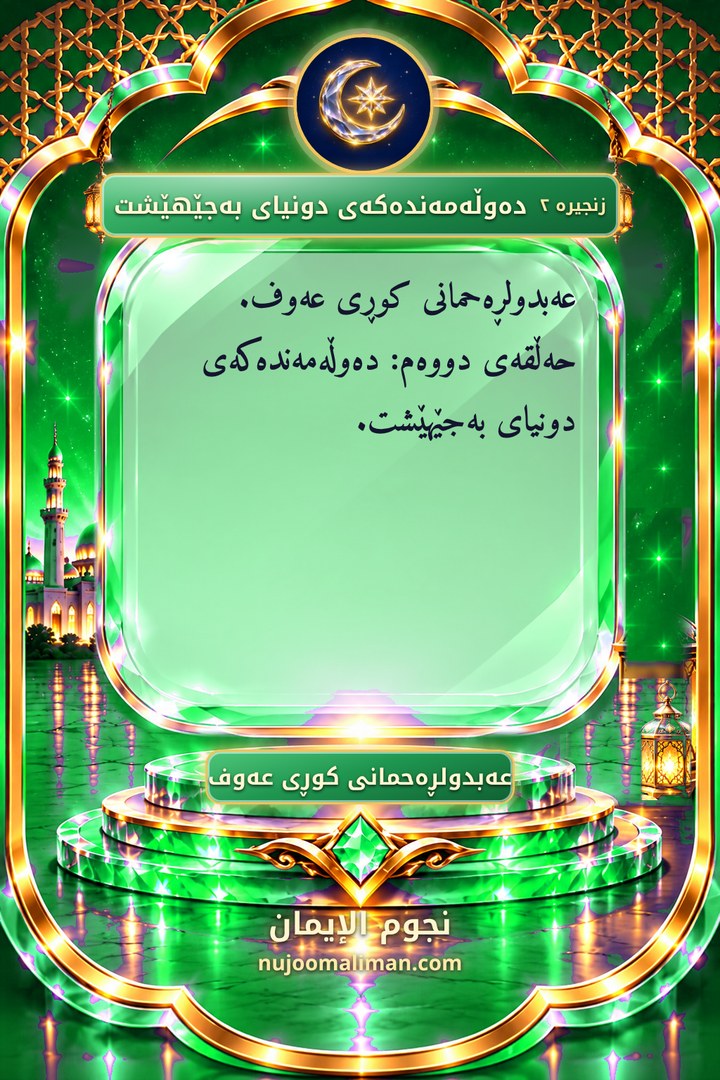 زنجیرە ٢ دەوڵەمەندەکەی دونیای بەجێهێشت
عەبدولڕەحمانی کوڕی عەوف.
حەڵقەی دووەم: دەوڵەمەندەکەی
دونیای بەجێهێشت.
عەبدولڕەحمانی کوڕی عەوف
نجوم الإيمان
nujoomaliman.com